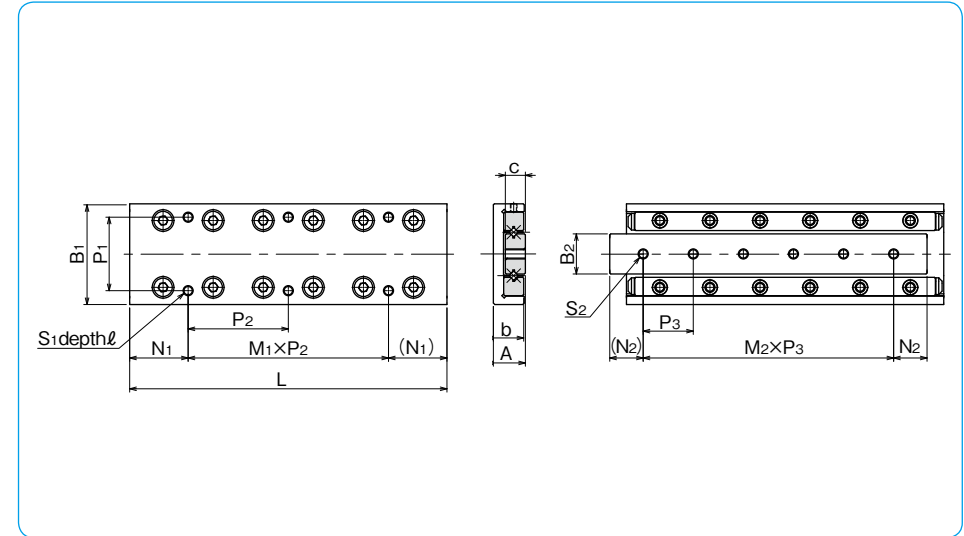 B1
P1
S1depthℓ
P2
N1
M1×P2
(N1)
L
c
b
A
B2
S2
P3
(N2)
M2×P3
N2